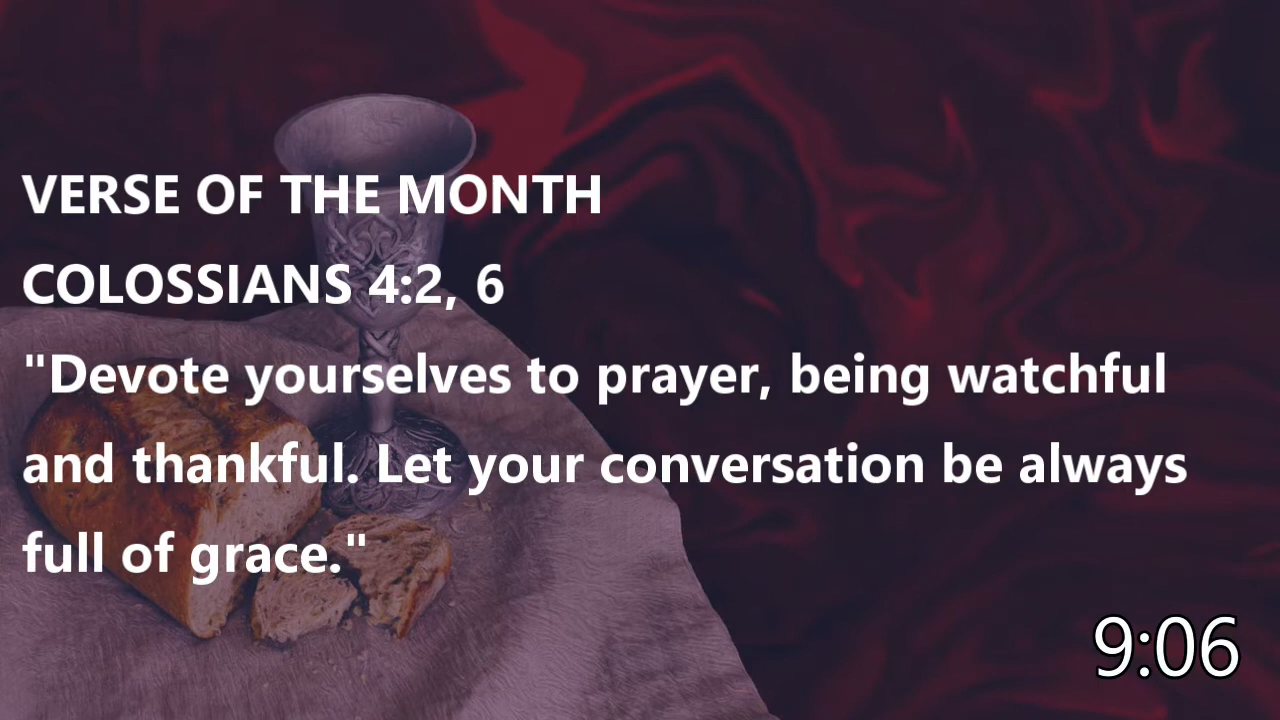 VERSE OF THE MONTH
COLOSSIANS 4:2, 6
"Devote yourselves to prayer, being watchful
and thankful. Let your conversation be always
full of grace."
9:06